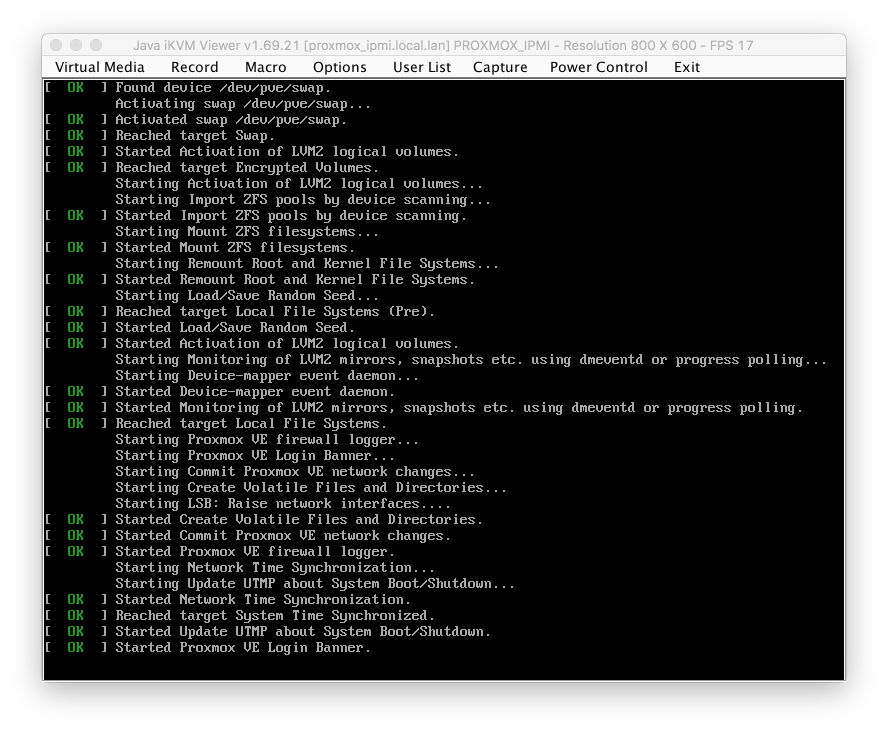 Java iKVM Viewer v1.69.21 [proxmox_ipmi.local.lan] PROXMOX_IPMI - Resolution 800 X 600 - FPS 17
Virtual Media Record Macro Options User List Capture Power Control Exit
[ OK ] Found device /dev/pve/swap.
Activating swap /dev/pve/swap...
[ OK ] Activated swap /dev/pve/swap.
[ OK ] Reached target Swap.
[ OK ] Started Activation of LVM2 logical volumes.
[ OK ] Reached target Encrypted Volumes.
Starting Activation of LVM2 logical volumes...
Starting Import ZFS pools by device scanning...
[ OK ] Started Import ZFS pools by device scanning.
Starting Mount ZFS filesystems...
[ OK ] Started Mount ZFS filesystems.
Starting Remount Root and Kernel File Systems...
[ OK ] Started Remount Root and Kernel File Systems.
Starting Load/Save Random Seed...
[ OK ] Reached target Local File Systems (Pre).
[ OK ] Started Load/Save Random Seed.
[ OK ] Started Activation of LVM2 logical volumes.
Starting Monitoring of LVM2 mirrors, snapshots etc. using dmeventd or progress polling...
Starting Device-mapper event daemon...
[ OK ] Started Device-mapper event daemon.
[ OK ] Started Monitoring of LVM2 mirrors, snapshots etc. using dmeventd or progress polling.
[ OK ] Reached target Local File Systems.
Starting Proxmox VE firewall logger...
Starting Proxmox VE Login Banner...
Starting Commit Proxmox VE network changes...
Starting Create Volatile Files and Directories...
Starting LSB: Raise network interfaces....
[ OK ] Started Create Volatile Files and Directories.
[ OK ] Started Commit Proxmox VE network changes.
[ OK ] Started Proxmox VE firewall logger.
Starting Network Time Synchronization...
Starting Update UTMP about System Boot/Shutdown...
[ OK ] Started Network Time Synchronization.
[ OK ] Reached target System Time Synchronized.
[ OK ] Started Update UTMP about System Boot/Shutdown.
[ OK ] Started Proxmox VE Login Banner.